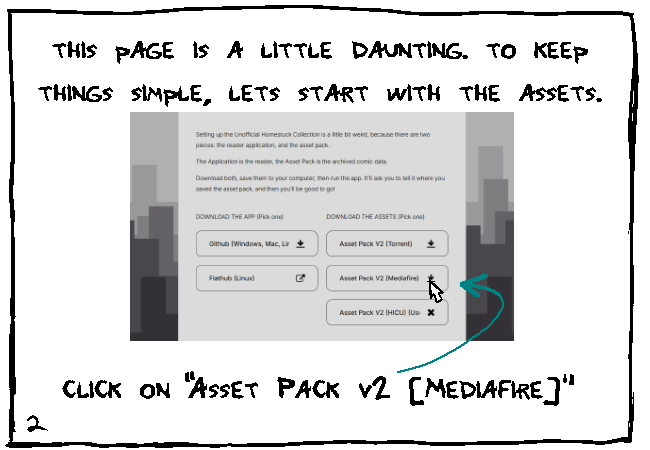 THIS PAGE IS A LITTLE DAUNTING. TO KEEP
THINGS SIMPLE, LETS START WITH THE ASSETS.
Setting up the Unofficial Homestuck Collection is a little bit weird, because there are two
pieces: the reader application, and the asset pack.
The Application is the reader, the Asset Pack is the archived comic data.
Download both, save them to your computer, then run the app. It'll ask you to tell it where you
saved the asset pack, and then you'll be good to go!
DOWNLOAD THE APP (Pick one)
Github (Windows, Mac, Lir
Flathub (Linux)
DOWNLOAD THE ASSETS (Pick one)
Asset Pack V2 (Torrent)
Asset Pack V2 (Mediafire)
Asset Pack V2 (HICU) (Us
CLICK ON "ASSET PACK V2 [MEDIAFIRE]"
2